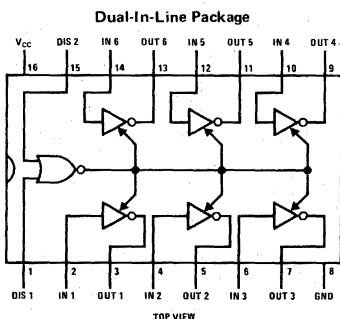 Dual-In-Line Package
VCC DIS 2 IN 6 OUT 6 IN 5 OUT 5 IN 4 OUT 4
16 15 14 13 12 11 10 9
1 2 3 4 5 6 7 8
DIS 1 IN 1 OUT 1 IN 2 OUT 2 IN 3 OUT 3 GND
TOP VIEW